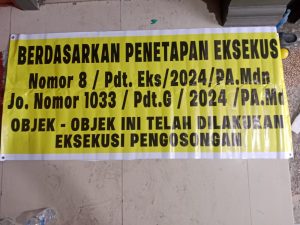 BERDASARKAN PENETAPAN EKSEKUS
Nomor 8 / Pdt. Eks/2024/PA.Mdn
Jo. Nomor 1033 / Pdt.G / 2024 /PA.Md
OBJEK - OBJEK INI TELAH DILAKUKAN
EKSEKUSI PENGOSONGAN